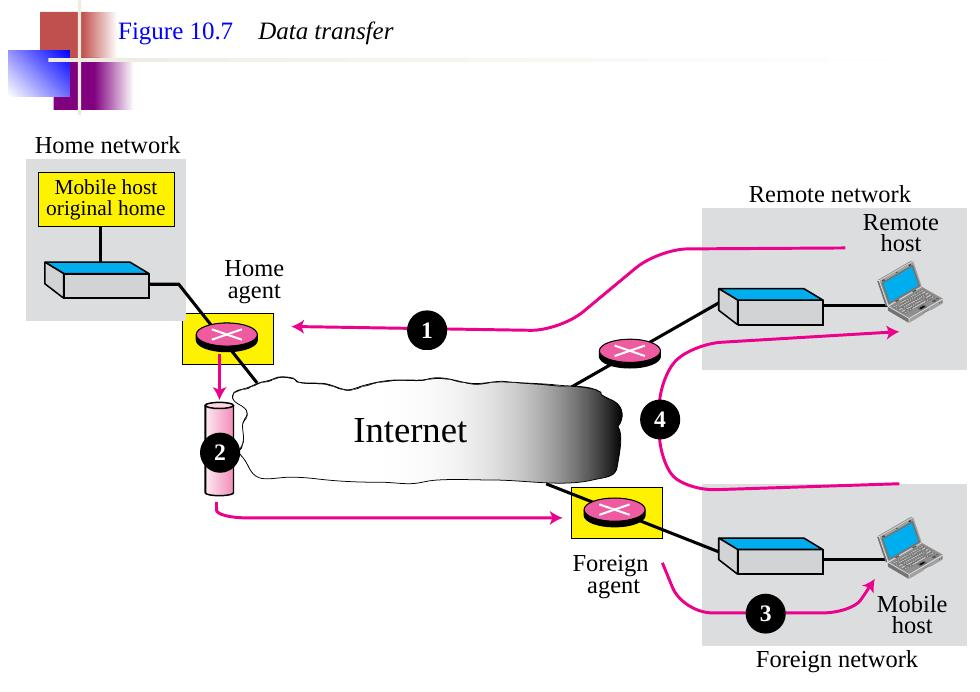 Figure 10.7 Data transfer
Home network
Mobile host
original home
Home
agent
Remote network
Remote
host
1
2
Internet
4
Foreign
agent
3
Mobile
host
Foreign network